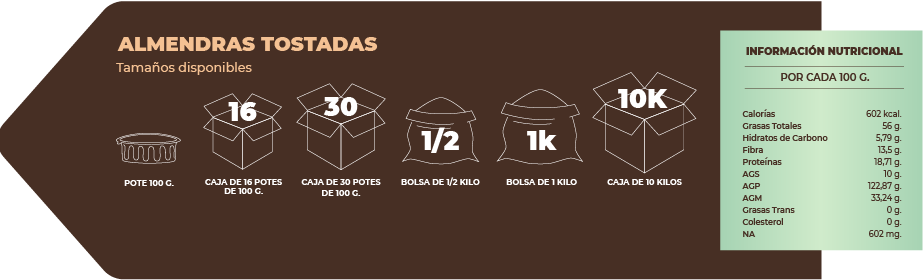 ALMENDRAS TOSTADAS
Tamaños disponibles
16
30
1/2
1k
10K
POTE 100 G.
CAJA DE 16 POTES
DE 100 G.
CAJA DE 30 POTES
DE 100 G.
BOLSA DE 1/2 KILO
BOLSA DE 1 KILO
CAJA DE 10 KILOS
INFORMACIÓN NUTRICIONAL
POR CADA 100 G.
Calorías 602 kcal.
Grasas Totales 56 g.
Hidratos de Carbono 5,79 g.
Fibra 13,5 g.
Proteínas 18,71 g.
AGS 10 g.
AGP 122,87 g.
AGM 33,24 g.
Grasas Trans 0 g.
Colesterol 0 g.
NA 602 mg.